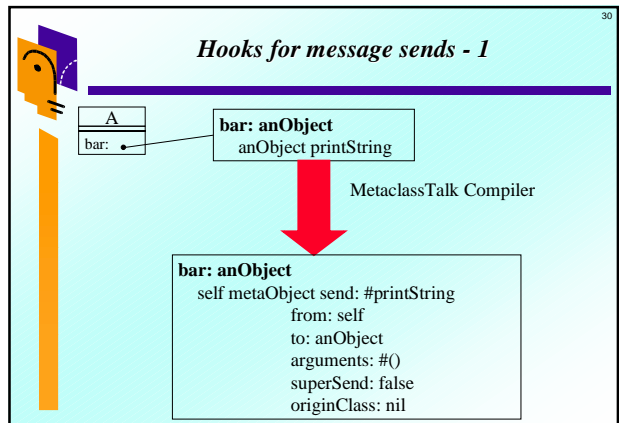 30
Hooks for message sends - 1
A
bar:
bar: anObject
anObject printString
MetaclassTalk Compiler
bar: anObject
self metaObject send: #printString
from: self
to: anObject
arguments: #()
superSend: false
originClass: nil